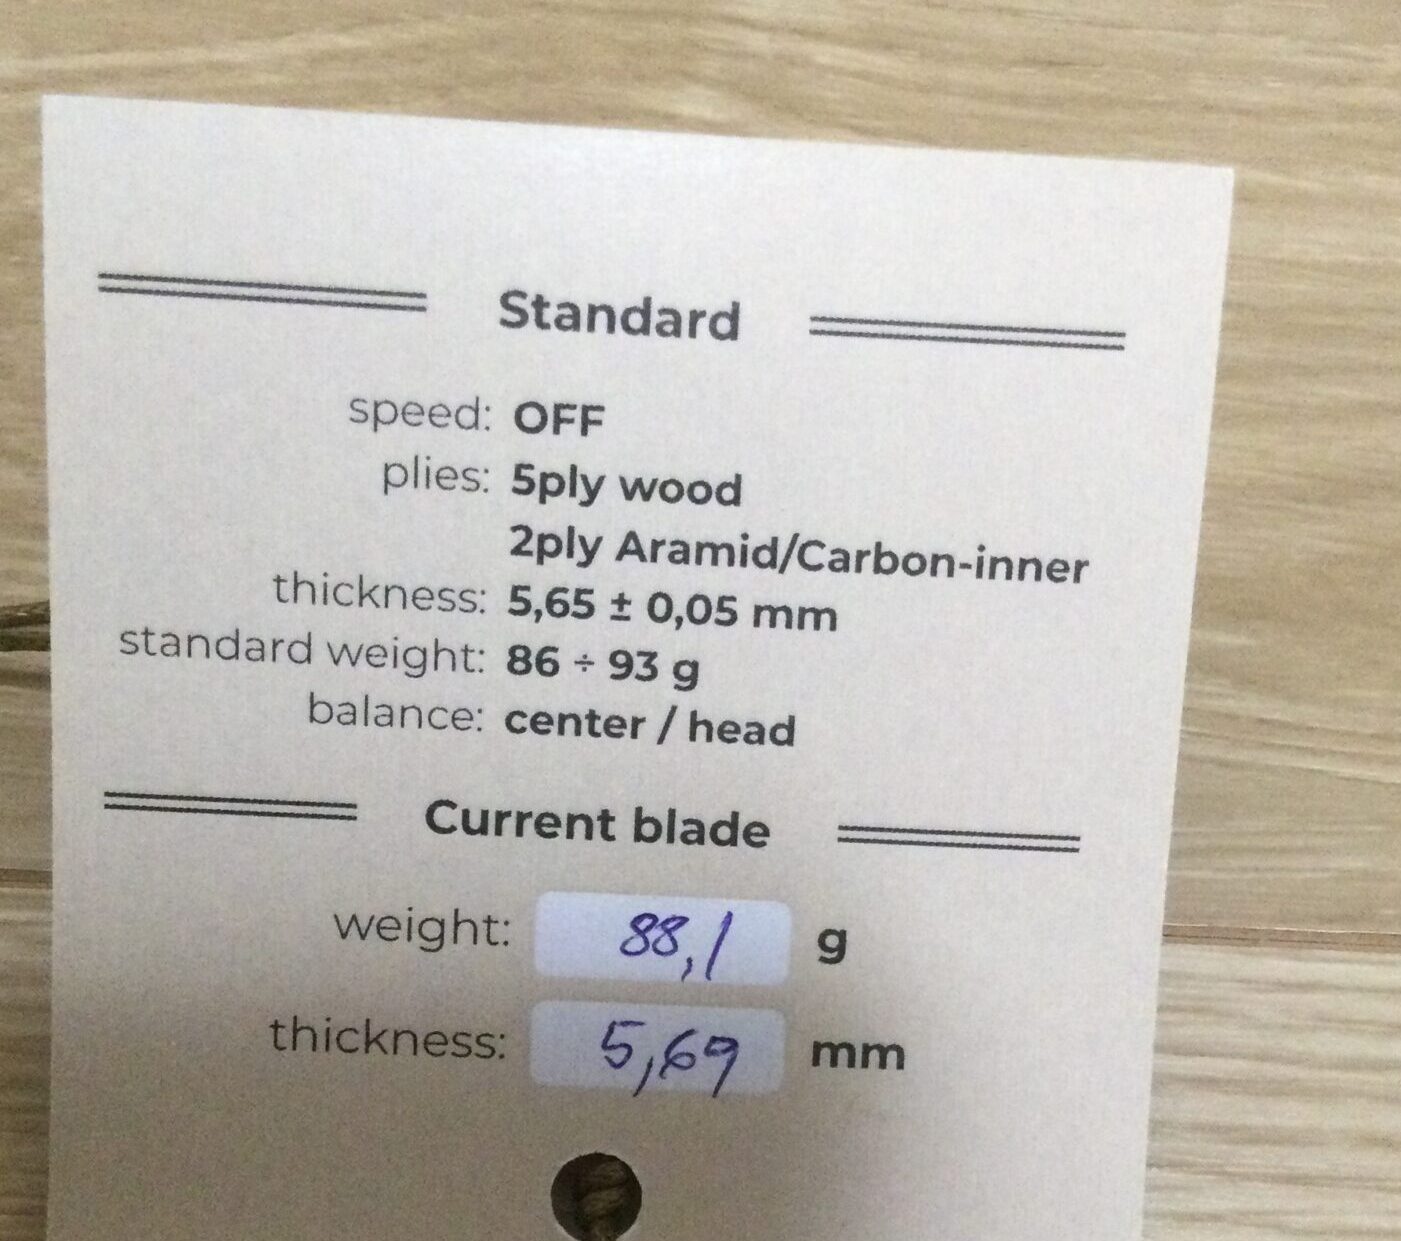 Standard
speed: OFF
plies: 5ply wood
2ply Aramid/Carbon-inner
thickness: 5,65 ± 0,05 mm
standard weight: 86 ÷ 93 g
balance: center / head
Current blade
weight: 88,1 g
thickness: 5,69 mm